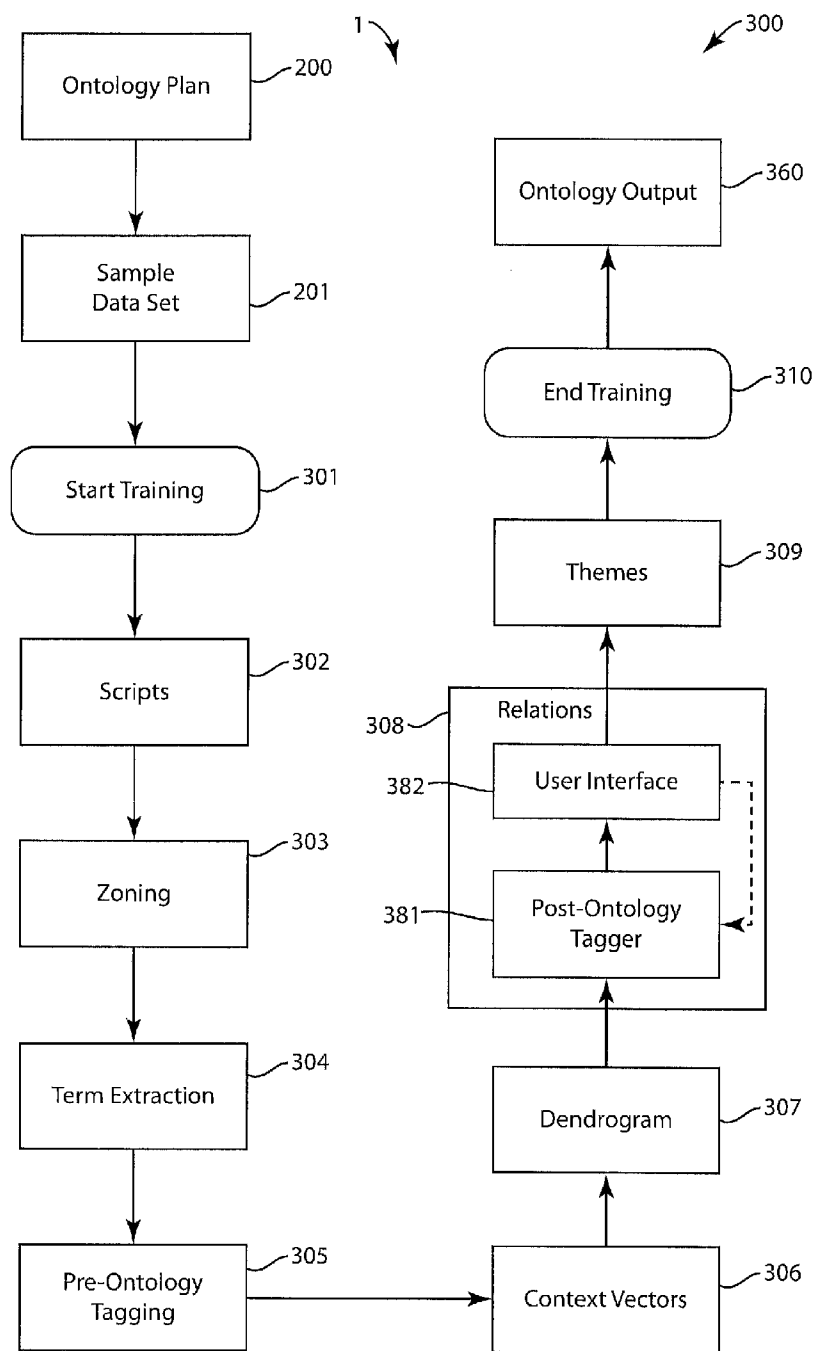 1
300
Ontology Plan
200
Sample
Data Set
201
Start Training
301
Scripts
302
Zoning
303
Term Extraction
304
Pre-Ontology
Tagging
305
Context Vectors
306
Dendrogram
307
Relations
308
Post-Ontology
Tagger
381
User Interface
382
Themes
309
End Training
310
Ontology Output
360